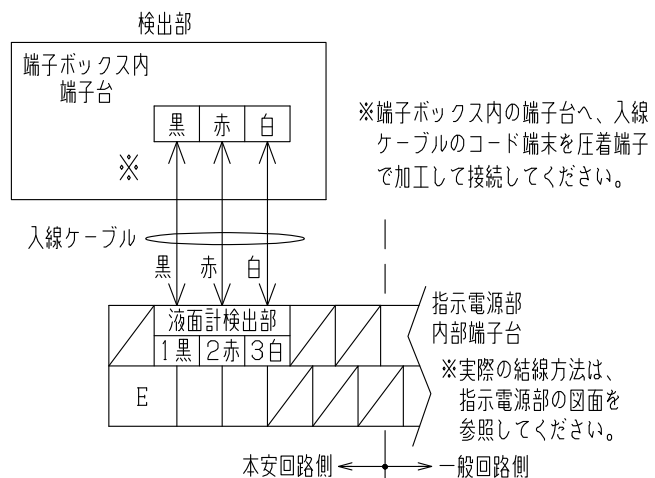 検出部
端子ボックス内
端子台
黒 赤 白
※
※端子ボックス内の端子台へ、入線
ケーブルのコード端末を圧着端子
で加工して接続してください。
入線ケーブル
黒 赤 白
液面計検出部
1黒 2赤 3白
E
指示電源部
内部端子台
※実際の結線方法は、
指示電源部の図面を
参照してください。
本安回路側
一般回路側